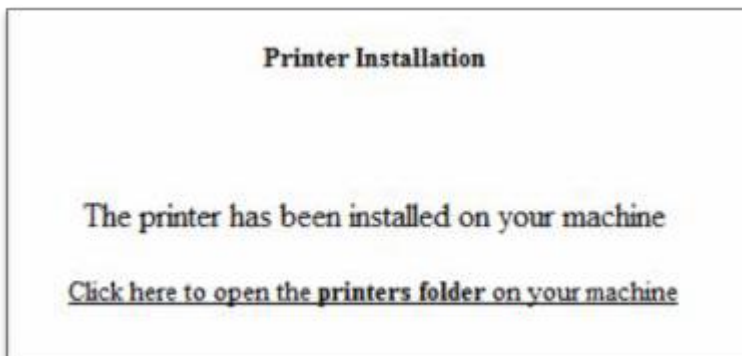 Printer Installation
The printer has been installed on your machine
Click here to open the printers folder on your machine